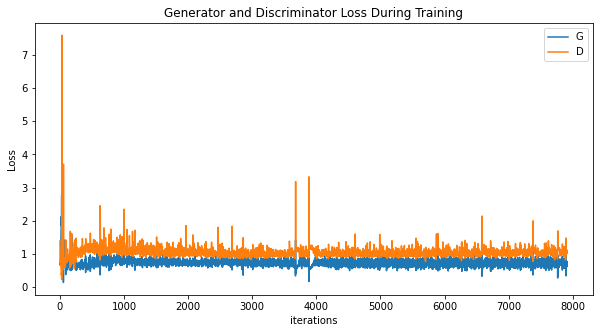 Generator and Discriminator Loss During Training
G
D
7
6
5
4
3
2
1
0
Loss
0 1000 2000 3000 4000 5000 6000 7000 8000
iterations